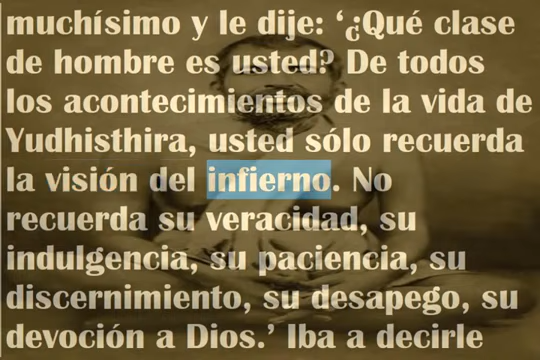 muchísimo y le dije: ‘¿Qué clase
de hombre es usted? De todos
los acontecimientos de la vida de
Yudhisthira, usted sólo recuerda
la visión del infierno. No
recuerda su veracidad, su
indulgencia, su paciencia, su
discernimiento, su desapego, su
devoción a Dios.’ Iba a decirle